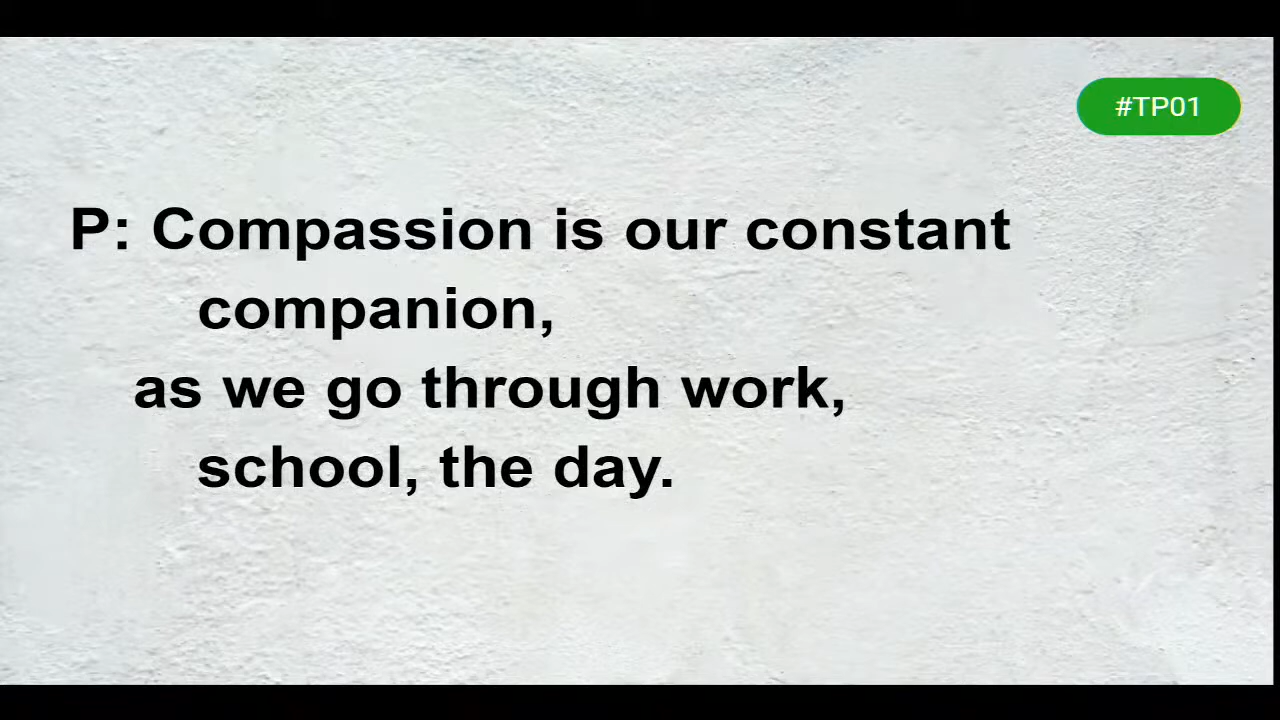 #TP01
P: Compassion is our constant
companion,
as we go through work,
school, the day.